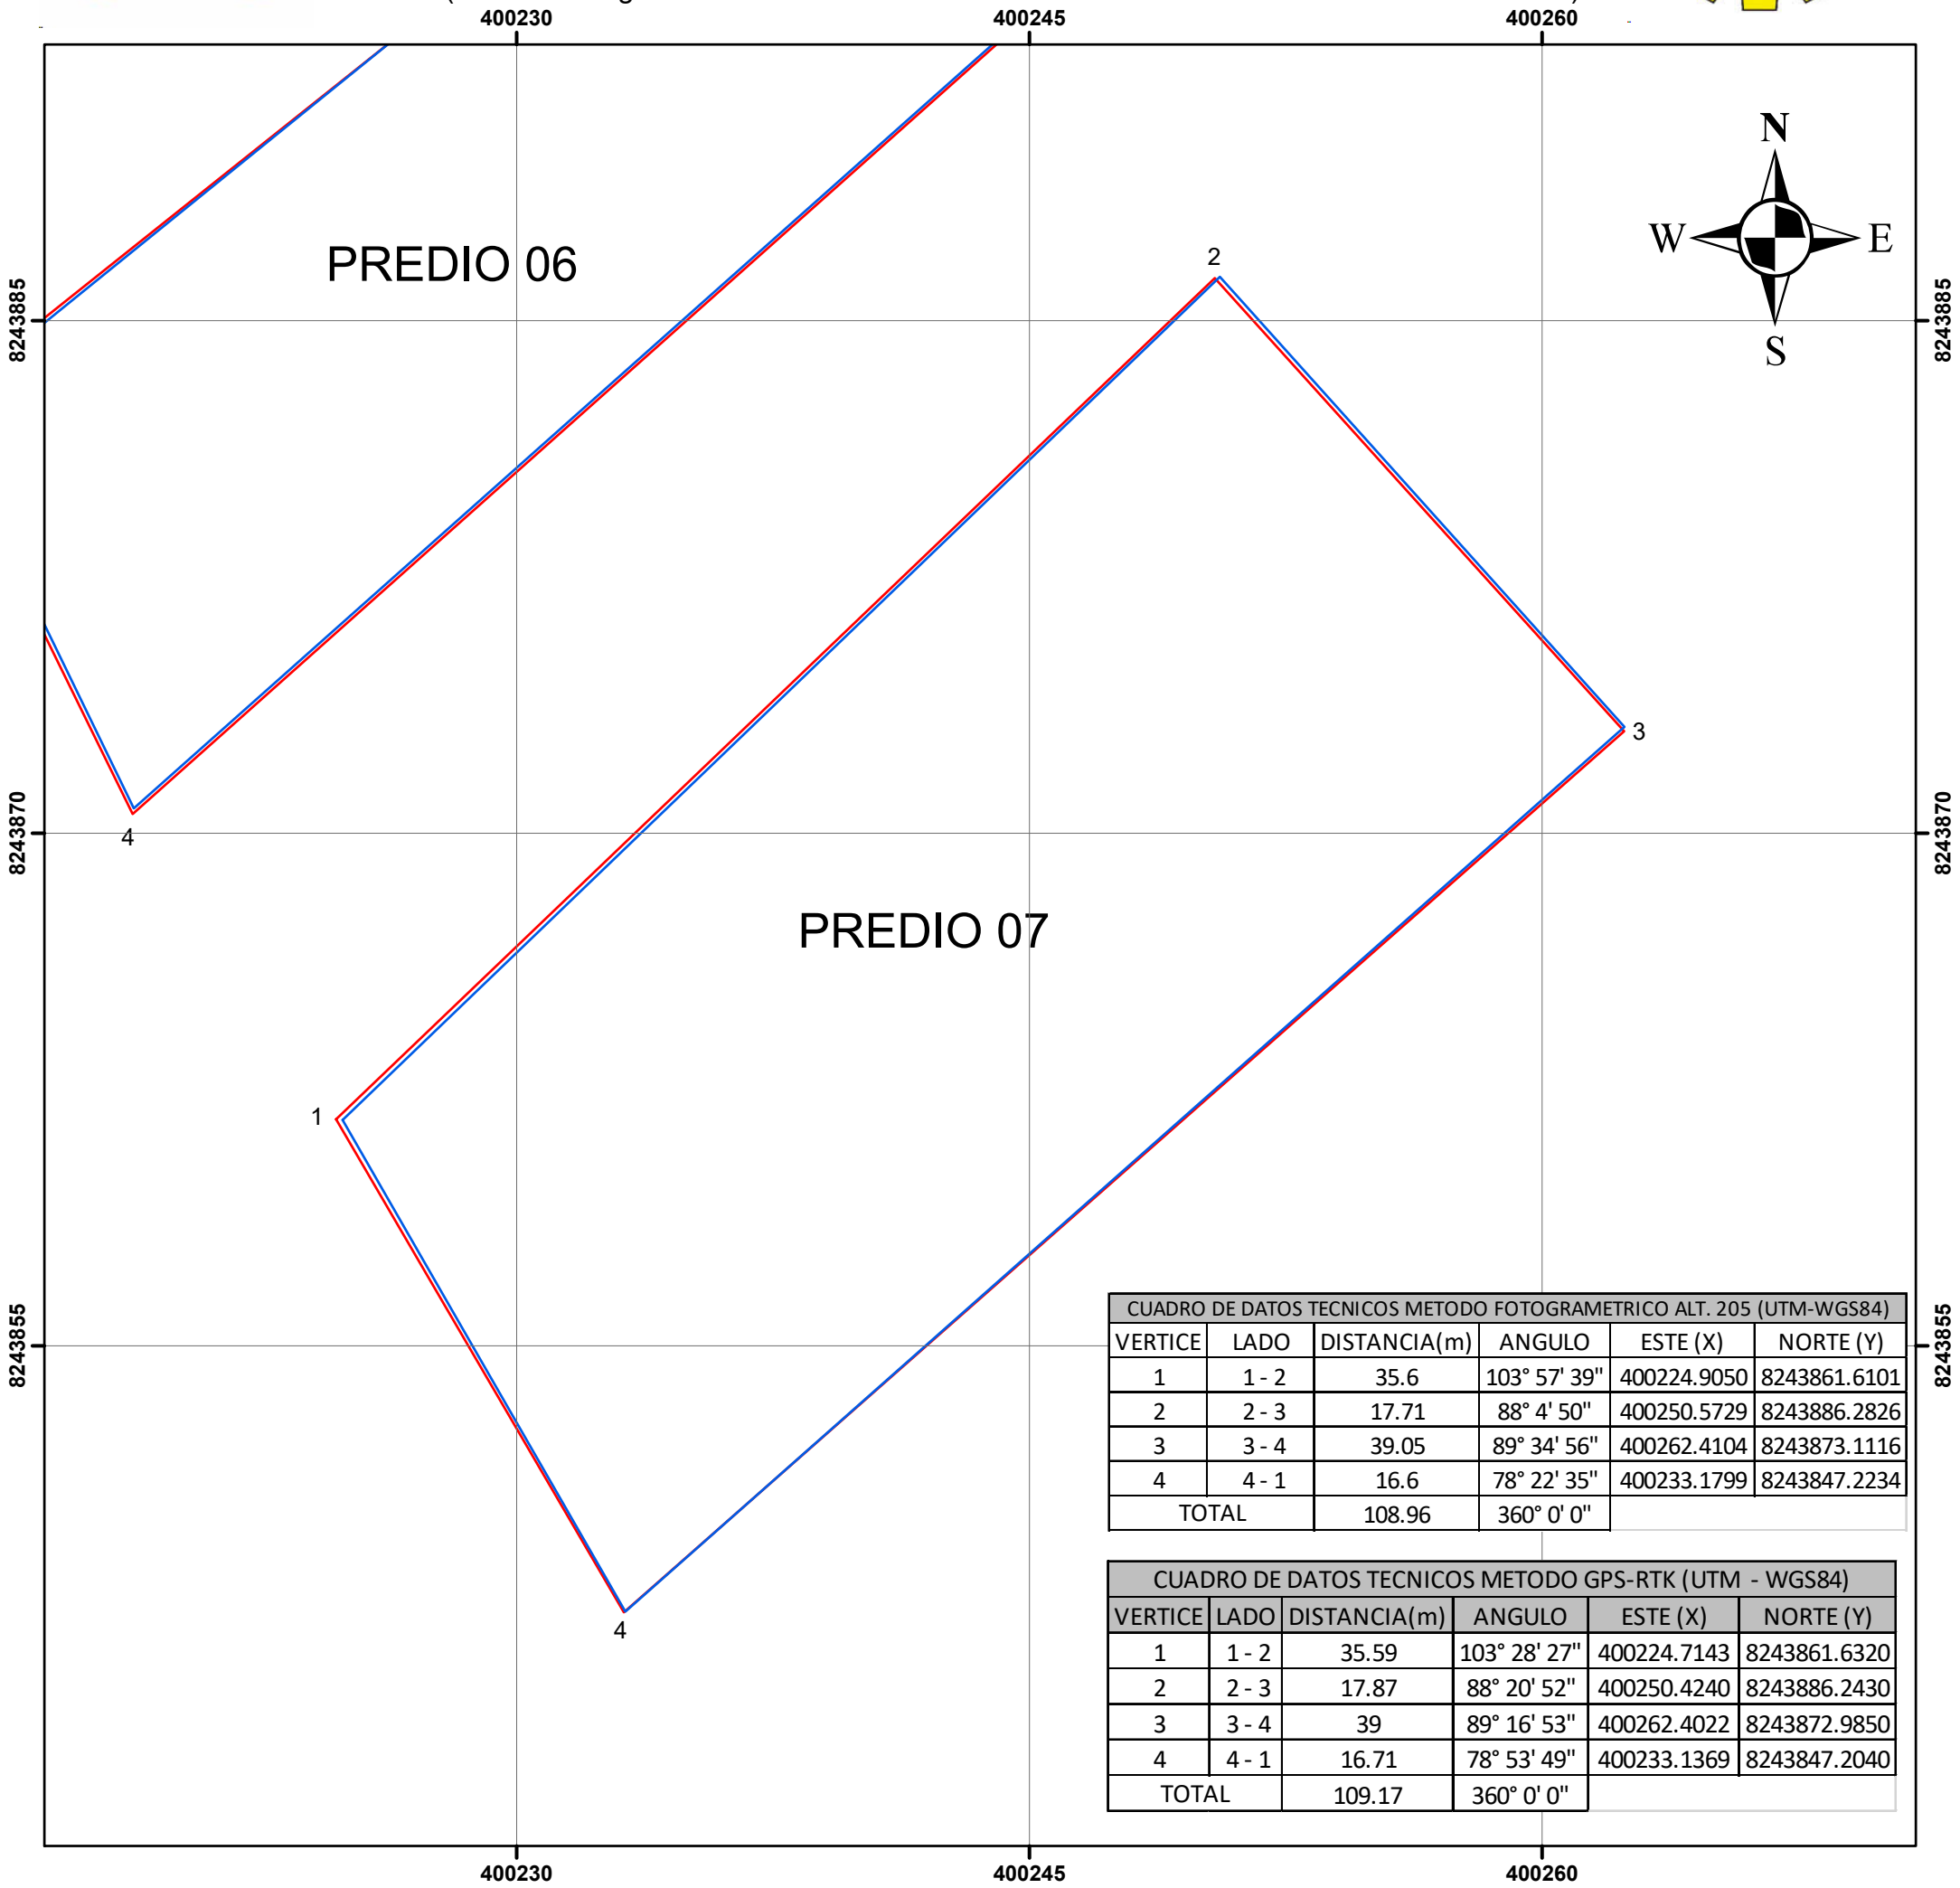 400230 400245 400260
N
W E
S
PREDIO 06
2
8243885 8243885
3
4
8243870 8243870
PREDIO 07
1
4
8243855 8243855
CUADRO DE DATOS TECNICOS METODO FOTOGRAMETRICO ALT. 205 (UTM-WGS84)
VERTICE LADO DISTANCIA(m) ANGULO ESTE (X) NORTE (Y)
1 1 - 2 35.6 103° 57' 39" 400224.9050 8243861.6101
2 2 - 3 17.71 88° 4' 50" 400250.5729 8243886.2826
3 3 - 4 39.05 89° 34' 56" 400262.4104 8243873.1116
4 4 - 1 16.6 78° 22' 35" 400233.1799 8243847.2234
TOTAL 108.96 360° 0' 0"
CUADRO DE DATOS TECNICOS METODO GPS-RTK (UTM - WGS84)
VERTICE LADO DISTANCIA(m) ANGULO ESTE (X) NORTE (Y)
1 1 - 2 35.59 103° 28' 27" 400224.7143 8243861.6320
2 2 - 3 17.87 88° 20' 52" 400250.4240 8243886.2430
3 3 - 4 39 89° 16' 53" 400262.4022 8243872.9850
4 4 - 1 16.71 78° 53' 49" 400233.1369 8243847.2040
TOTAL 109.17 360° 0' 0"
400230 400245 400260